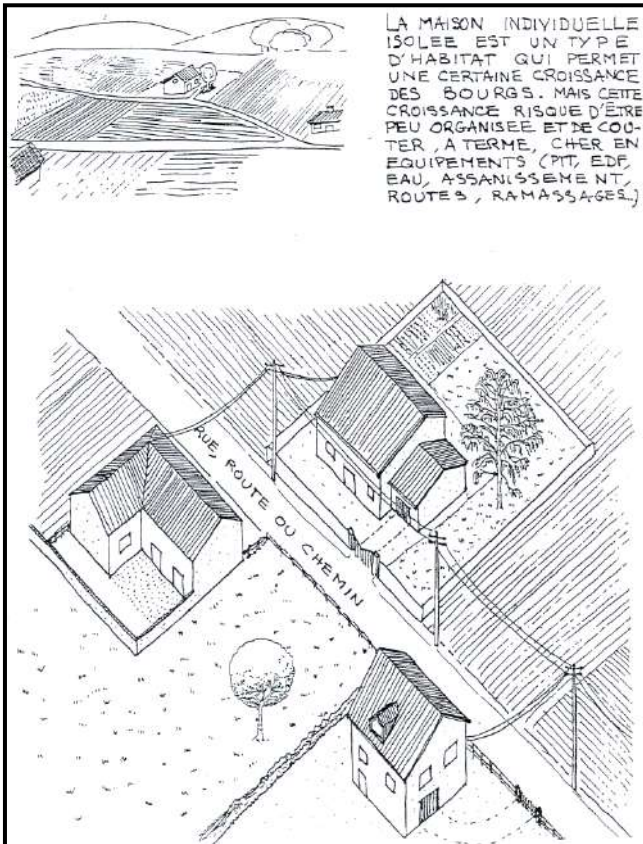 LA MAISON INDIVIDUELLE
ISOLEE EST UN TYPE
D'HABITAT QUI PERMET
UNE CERTAINE CROISSANCE
DES BOURGS. MAIS CETTE
CROISSANCE RISQUE D'ÊTRE
PEU ORGANISEE ET DE COU-
TER, A TERME, CHER EN
EQUIPEMENTS (PTT, EDF,
EAU, ASSANISSEMENT,
ROUTES, RAMASSAGES...)
RUE, ROUTE OU CHEMIN